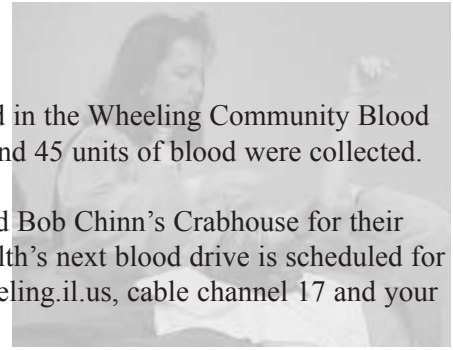 in the Wheeling Community Blood
nd 45 units of blood were collected.
d Bob Chinn’s Crabhouse for their
lth’s next blood drive is scheduled for
eling.il.us, cable channel 17 and your